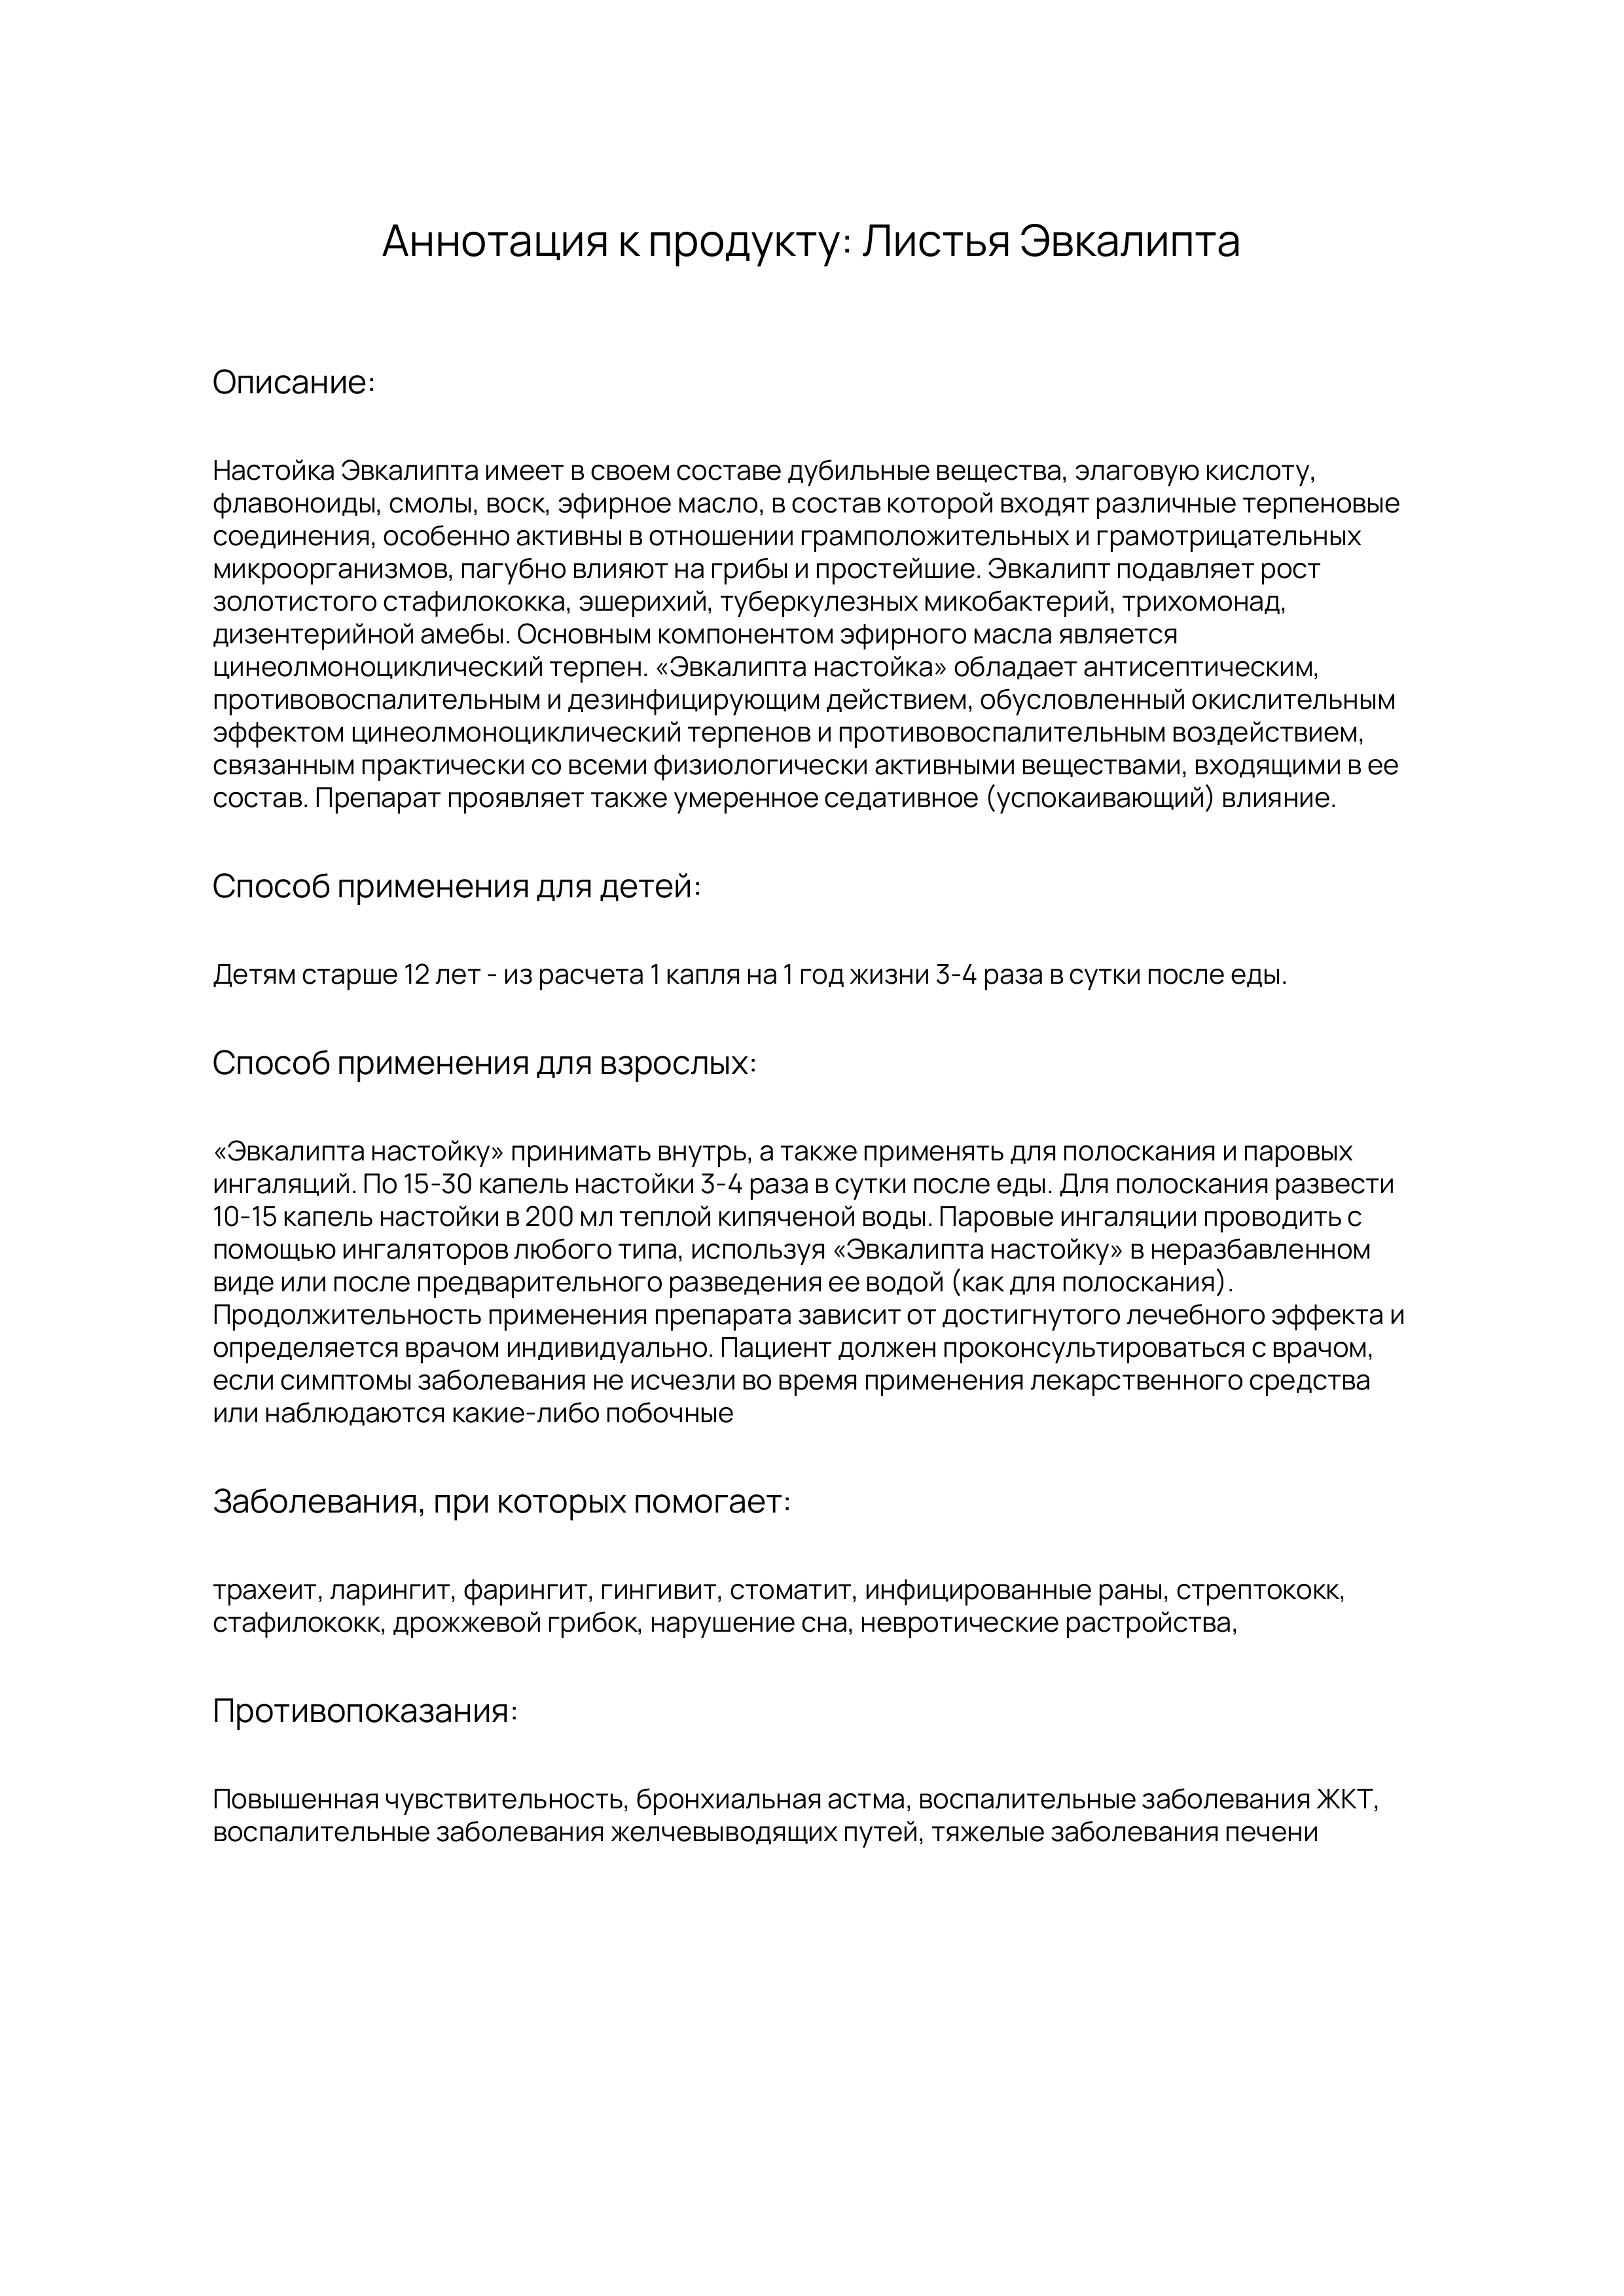 Аннотация к продукту: Листья Эвкалипта
Описание:
Настойка Эвкалипта имеет в своем составе дубильные вещества, элаговую кислоту,
флавоноиды, смолы, воск, эфирное масло, в состав которой входят различные терпеновые
соединения, особенно активны в отношении грамположительных и грамотрицательных
микроорганизмов, пагубно влияют на грибы и простейшие. Эвкалипт подавляет рост
золотистого стафилококка, эшерихий, туберкулезных микобактерий, трихомонад,
дизентерийной амебы. Основным компонентом эфирного масла является
цинеолмоноциклический терпен. «Эвкалипта настойка» обладает антисептическим,
противовоспалительным и дезинфицирующим действием, обусловленный окислительным
эффектом цинеолмоноциклический терпенов и противовоспалительным воздействием,
связанным практически со всеми физиологически активными веществами, входящими в ее
состав. Препарат проявляет также умеренное седативное (успокаивающий) влияние.
Способ применения для детей:
Детям старше 12 лет - из расчета 1 капля на 1 год жизни 3-4 раза в сутки после еды.
Способ применения для взрослых:
«Эвкалипта настойку» принимать внутрь, а также применять для полоскания и паровых
ингаляций. По 15-30 капель настойки 3-4 раза в сутки после еды. Для полоскания развести
10-15 капель настойки в 200 мл теплой кипяченой воды. Паровые ингаляции проводить с
помощью ингаляторов любого типа, используя «Эвкалипта настойку» в неразбавленном
виде или после предварительного разведения ее водой (как для полоскания).
Продолжительность применения препарата зависит от достигнутого лечебного эффекта и
определяется врачом индивидуально. Пациент должен проконсультироваться с врачом,
если симптомы заболевания не исчезли во время применения лекарственного средства
или наблюдаются какие-либо побочные
Заболевания, при которых помогает:
трахеит, ларингит, фарингит, гингивит, стоматит, инфицированные раны, стрептококк,
стафилококк, дрожжевой грибок, нарушение сна, невротические растройства,
Противопоказания:
Повышенная чувствительность, бронхиальная астма, воспалительные заболевания ЖКТ,
воспалительные заболевания желчевыводящих путей, тяжелые заболевания печени